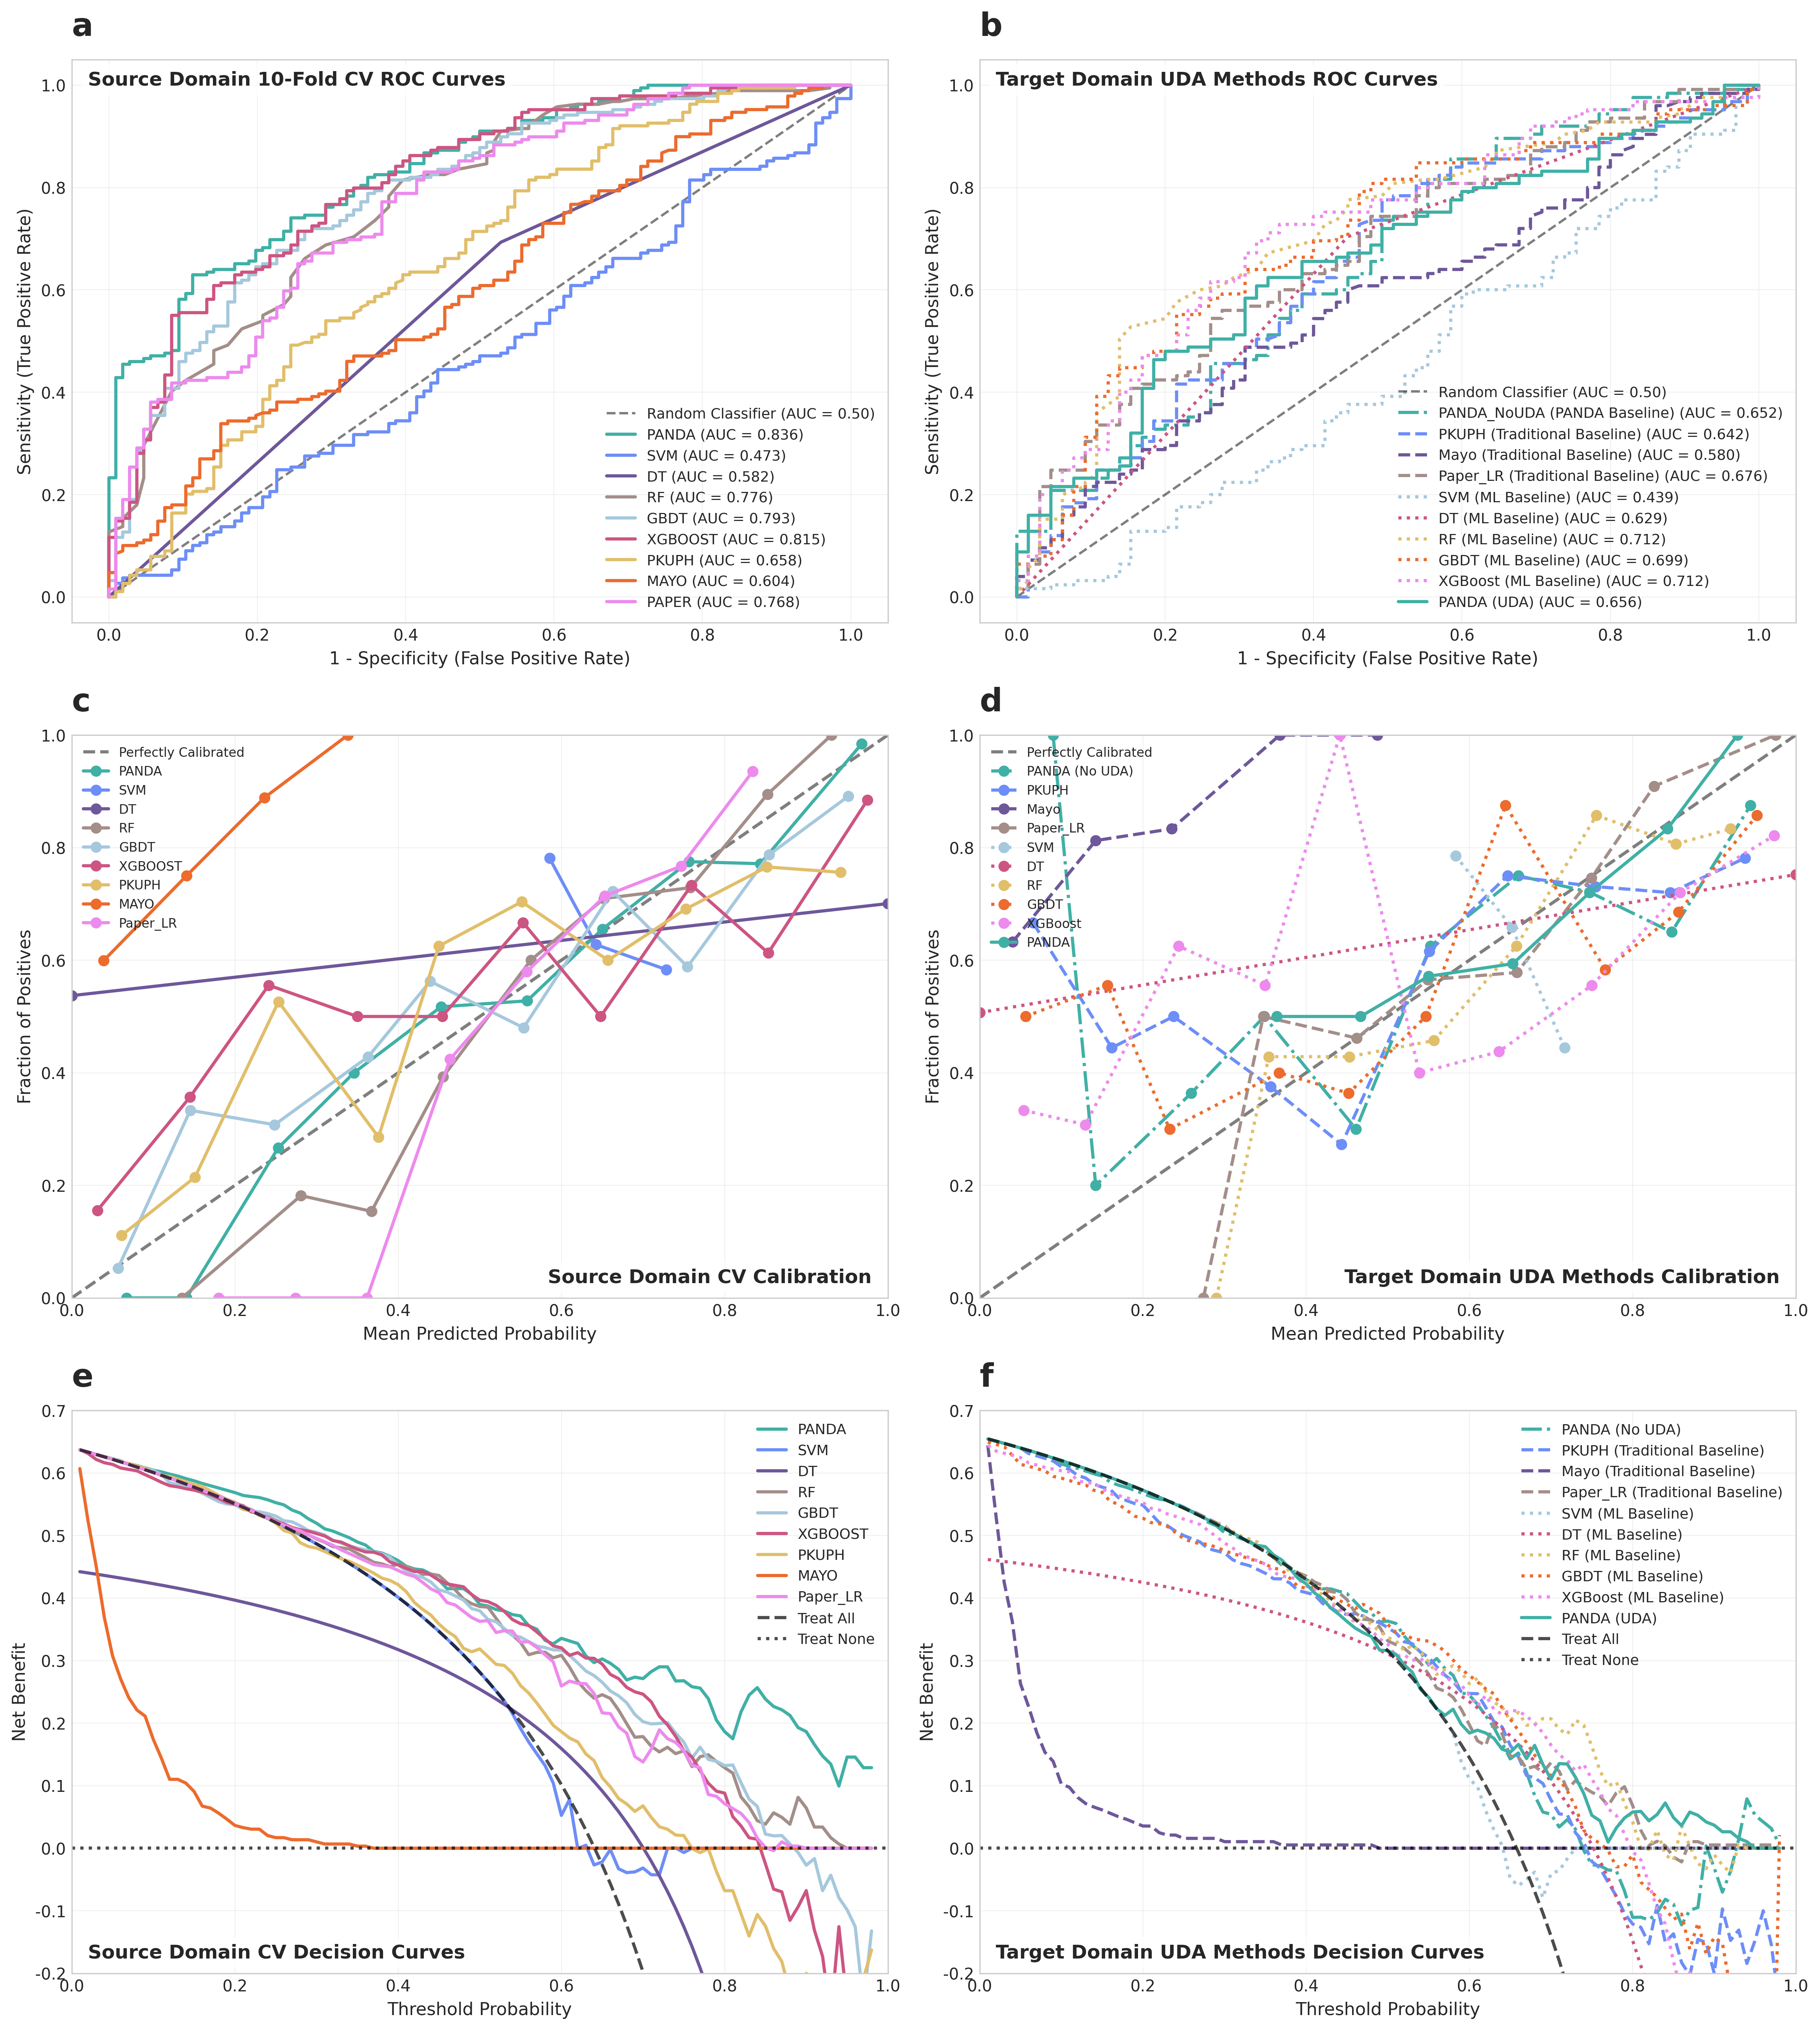 a
Source Domain 10-Fold CV ROC Curves
Sensitivity (True Positive Rate)
1.0
0.8
0.6
0.4
0.2
0.0
Random Classifier (AUC = 0.50)
PANDA (AUC = 0.836)
SVM (AUC = 0.473)
DT (AUC = 0.582)
RF (AUC = 0.776)
GBDT (AUC = 0.793)
XGBOOST (AUC = 0.815)
PKUPH (AUC = 0.658)
MAYO (AUC = 0.604)
PAPER (AUC = 0.768)
0.0 0.2 0.4 0.6 0.8 1.0
1 - Specificity (False Positive Rate)
b
Target Domain UDA Methods ROC Curves
Sensitivity (True Positive Rate)
1.0
0.8
0.6
0.4
0.2
0.0
Random Classifier (AUC = 0.50)
PANDA_NoUDA (PANDA Baseline) (AUC = 0.652)
PKUPH (Traditional Baseline) (AUC = 0.642)
Mayo (Traditional Baseline) (AUC = 0.580)
Paper_LR (Traditional Baseline) (AUC = 0.676)
SVM (ML Baseline) (AUC = 0.439)
DT (ML Baseline) (AUC = 0.629)
RF (ML Baseline) (AUC = 0.712)
GBDT (ML Baseline) (AUC = 0.699)
XGBoost (ML Baseline) (AUC = 0.712)
PANDA (UDA) (AUC = 0.656)
0.0 0.2 0.4 0.6 0.8 1.0
1 - Specificity (False Positive Rate)
c
Fraction of Positives
1.0
0.8
0.6
0.4
0.2
0.0
Perfectly Calibrated
PANDA
SVM
DT
RF
GBDT
XGBOOST
PKUPH
MAYO
Paper_LR
Source Domain CV Calibration
0.0 0.2 0.4 0.6 0.8 1.0
Mean Predicted Probability
d
Fraction of Positives
1.0
0.8
0.6
0.4
0.2
0.0
Perfectly Calibrated
PANDA (No UDA)
PKUPH
Mayo
Paper_LR
SVM
DT
RF
GBDT
XGBoost
PANDA
Target Domain UDA Methods Calibration
0.0 0.2 0.4 0.6 0.8 1.0
Mean Predicted Probability
e
Net Benefit
0.7
0.6
0.5
0.4
0.3
0.2
0.1
0.0
-0.1
-0.2
PANDA
SVM
DT
RF
GBDT
XGBOOST
PKUPH
MAYO
Paper_LR
Treat All
Treat None
Source Domain CV Decision Curves
0.0 0.2 0.4 0.6 0.8 1.0
Threshold Probability
f
Net Benefit
0.7
0.6
0.5
0.4
0.3
0.2
0.1
0.0
-0.1
-0.2
PANDA (No UDA)
PKUPH (Traditional Baseline)
Mayo (Traditional Baseline)
Paper_LR (Traditional Baseline)
SVM (ML Baseline)
DT (ML Baseline)
RF (ML Baseline)
GBDT (ML Baseline)
XGBoost (ML Baseline)
PANDA (UDA)
Treat All
Treat None
Target Domain UDA Methods Decision Curves
0.0 0.2 0.4 0.6 0.8 1.0
Threshold Probability